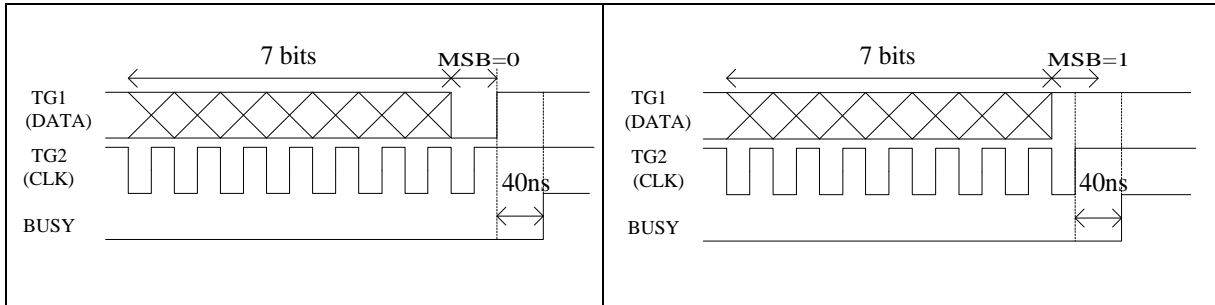 7 bits
MSB=0
TG1
(DATA)
TG2
(CLK)
40ns
BUSY
7 bits
MSB=1
TG1
(DATA)
TG2
(CLK)
40ns
BUSY